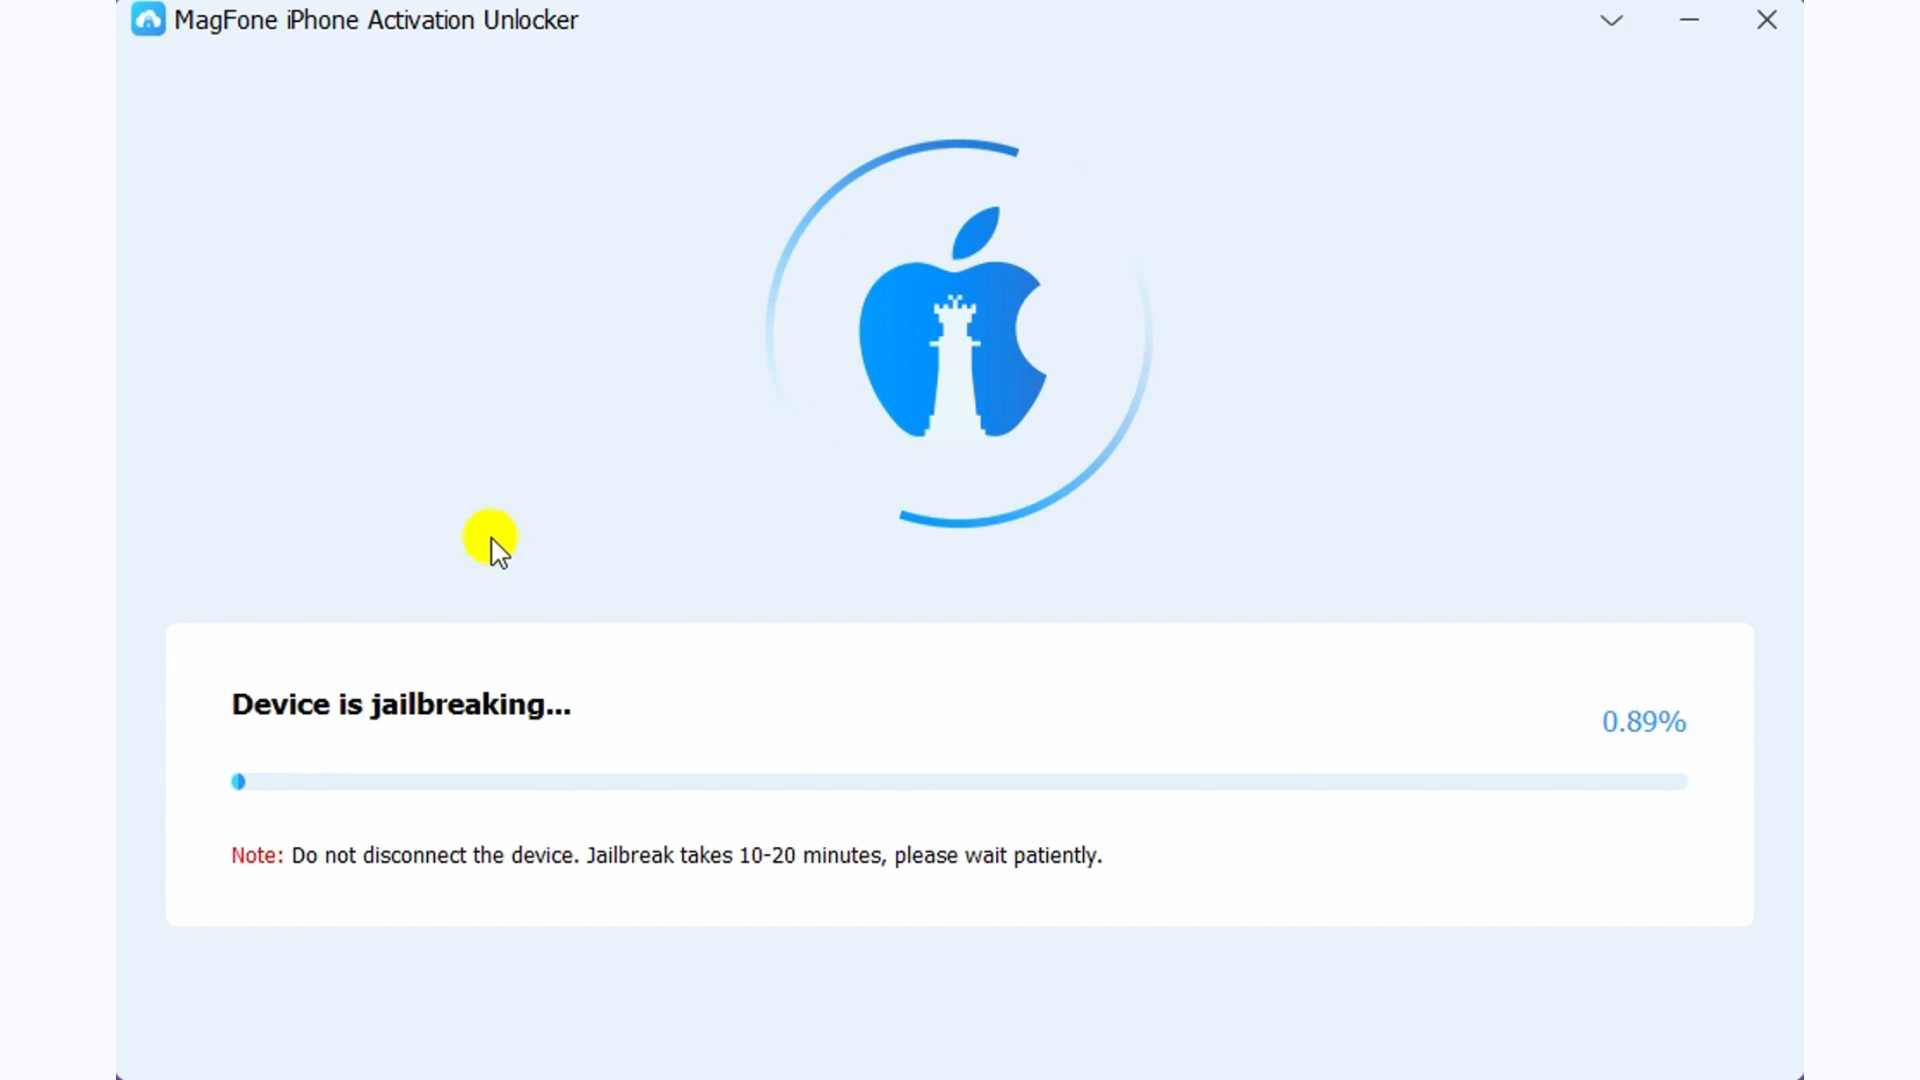 MagFone iPhone Activation Unlocker
Device is jailbreaking...
0.89%
Note: Do not disconnect the device. Jailbreak takes 10-20 minutes, please wait patiently.